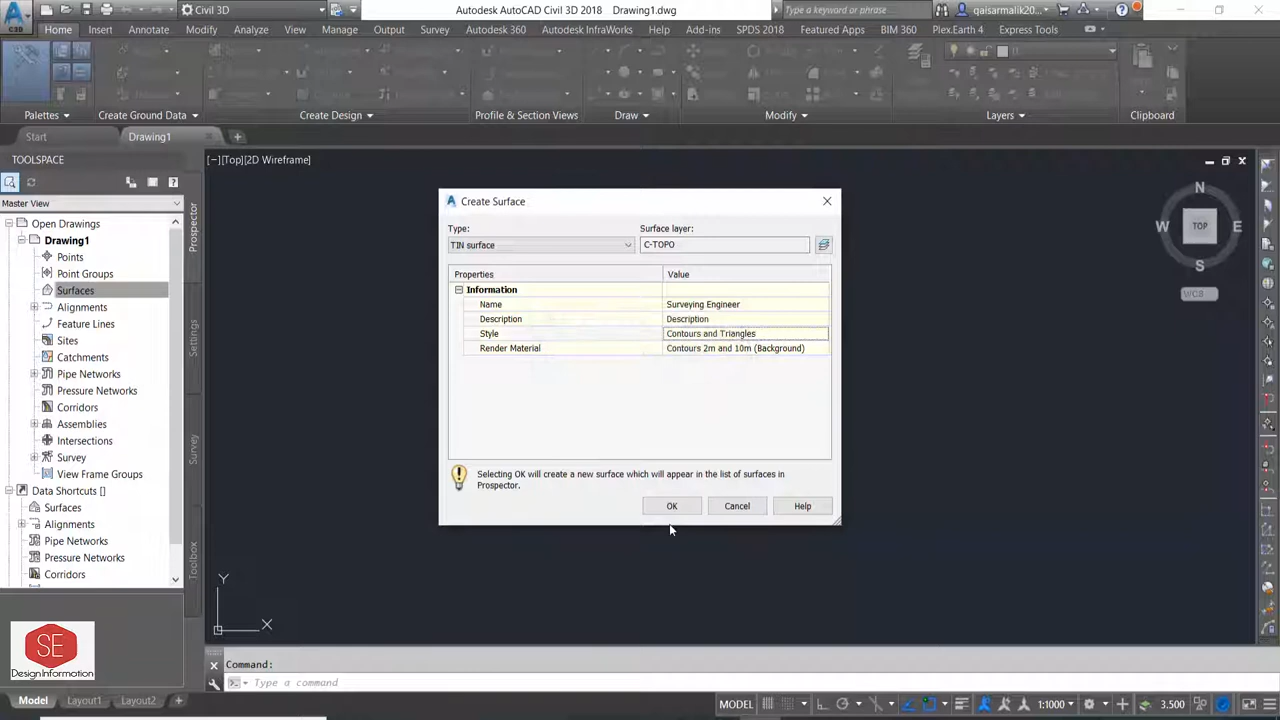 Civil 3D
Autodesk AutoCAD Civil 3D 2018 Drawing1.dwg
Type a keyword or phrase
qaisarmalik20...
C3D
Home Insert Annotate Modify Analyze View Manage Output Survey Autodesk 360 Autodesk InfraWorks Help Add-ins SPDS 2018 Featured Apps BIM 360 Plex.Earth 4 Express Tools
0
Palettes Create Ground Data Create Design Profile & Section Views Draw Modify Layers Clipboard
Start Drawing1
TOOLSPACE
[−][Top][2D Wireframe]
Master View
Open Drawings
Drawing1
Points
Point Groups
Surfaces
Alignments
Feature Lines
Sites
Catchments
Pipe Networks
Pressure Networks
Corridors
Assemblies
Intersections
Survey
View Frame Groups
Data Shortcuts []
Surfaces
Alignments
Pipe Networks
Pressure Networks
Corridors
Prospector
Settings
Survey
Toolbox
Create Surface
Type:
Surface layer:
TIN surface
C-TOPO
Properties Value
Information
Name Surveying Engineer
Description Description
Style Contours and Triangles
Render Material Contours 2m and 10m (Background)
Selecting OK will create a new surface which will appear in the list of surfaces in
Prospector.
OK Cancel Help
N
W TOP E
S
WCS
Y
X
SE
Design Information
Command:
Type a command
Model Layout1 Layout2
MODEL
1:1000
3.500